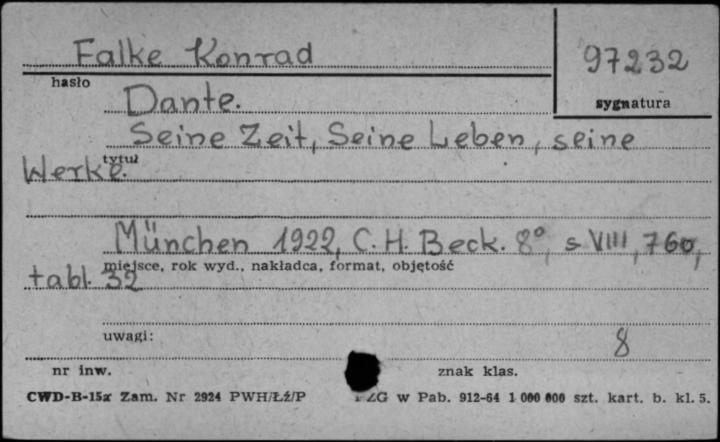 Falke Konrad
97232
hasło
sygnatura
Dante.
Seine Zeit, Seine Leben, seine
tytuł
Werke.
München 1922, C. H. Beck. 8°, s VIII, 760,
miejsce, rok wyd., nakładca, format, objętość
tabl. 32
uwagi:
8
nr inw.
znak klas.
CWD-B-15x Zam. Nr 2924 PWH/Łź/P ZG w Pab. 912-64 1 000 000 szt. kart. b. kl. 5.